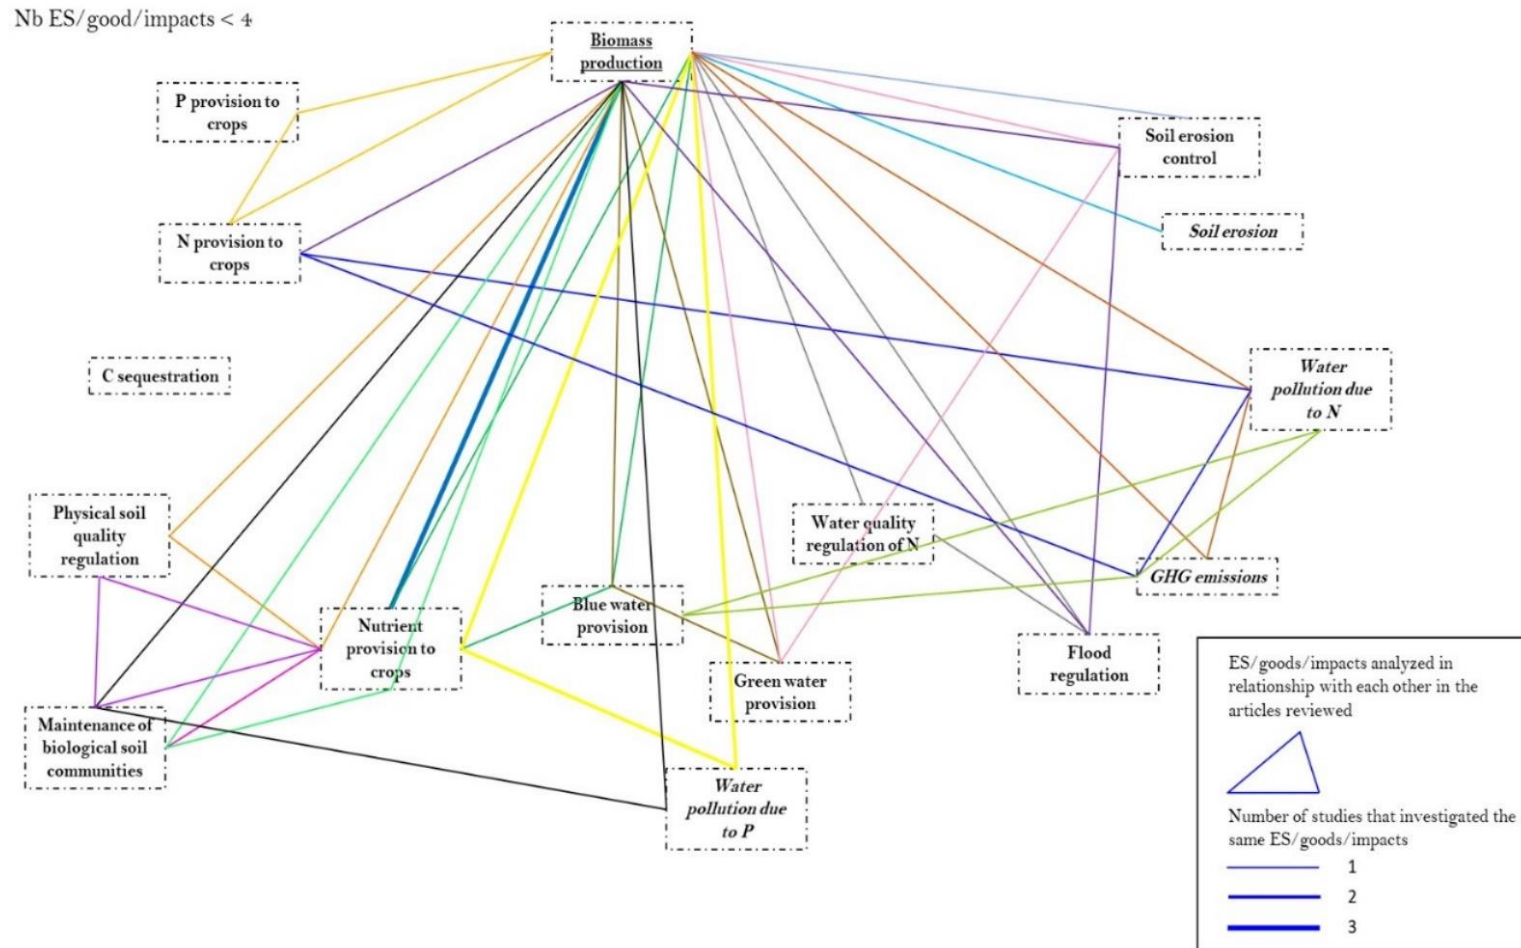 Nb ES/good/impacts < 4
Biomass
production
P provision to
crops
Soil erosion
control
N provision to
crops
Soil erosion
C sequestration
Water
pollution due
to N
Physical soil
quality
regulation
Water quality
regulation of N
GHG emissions
Blue water
provision
Nutrient
provision to
crops
Flood
regulation
Green water
provision
Maintenance of
biological soil
communities
Water
pollution due
to P
ES/goods/impacts analyzed in
relationship with each other in the
articles reviewed
Number of studies that investigated the
same ES/goods/impacts
1
2
3